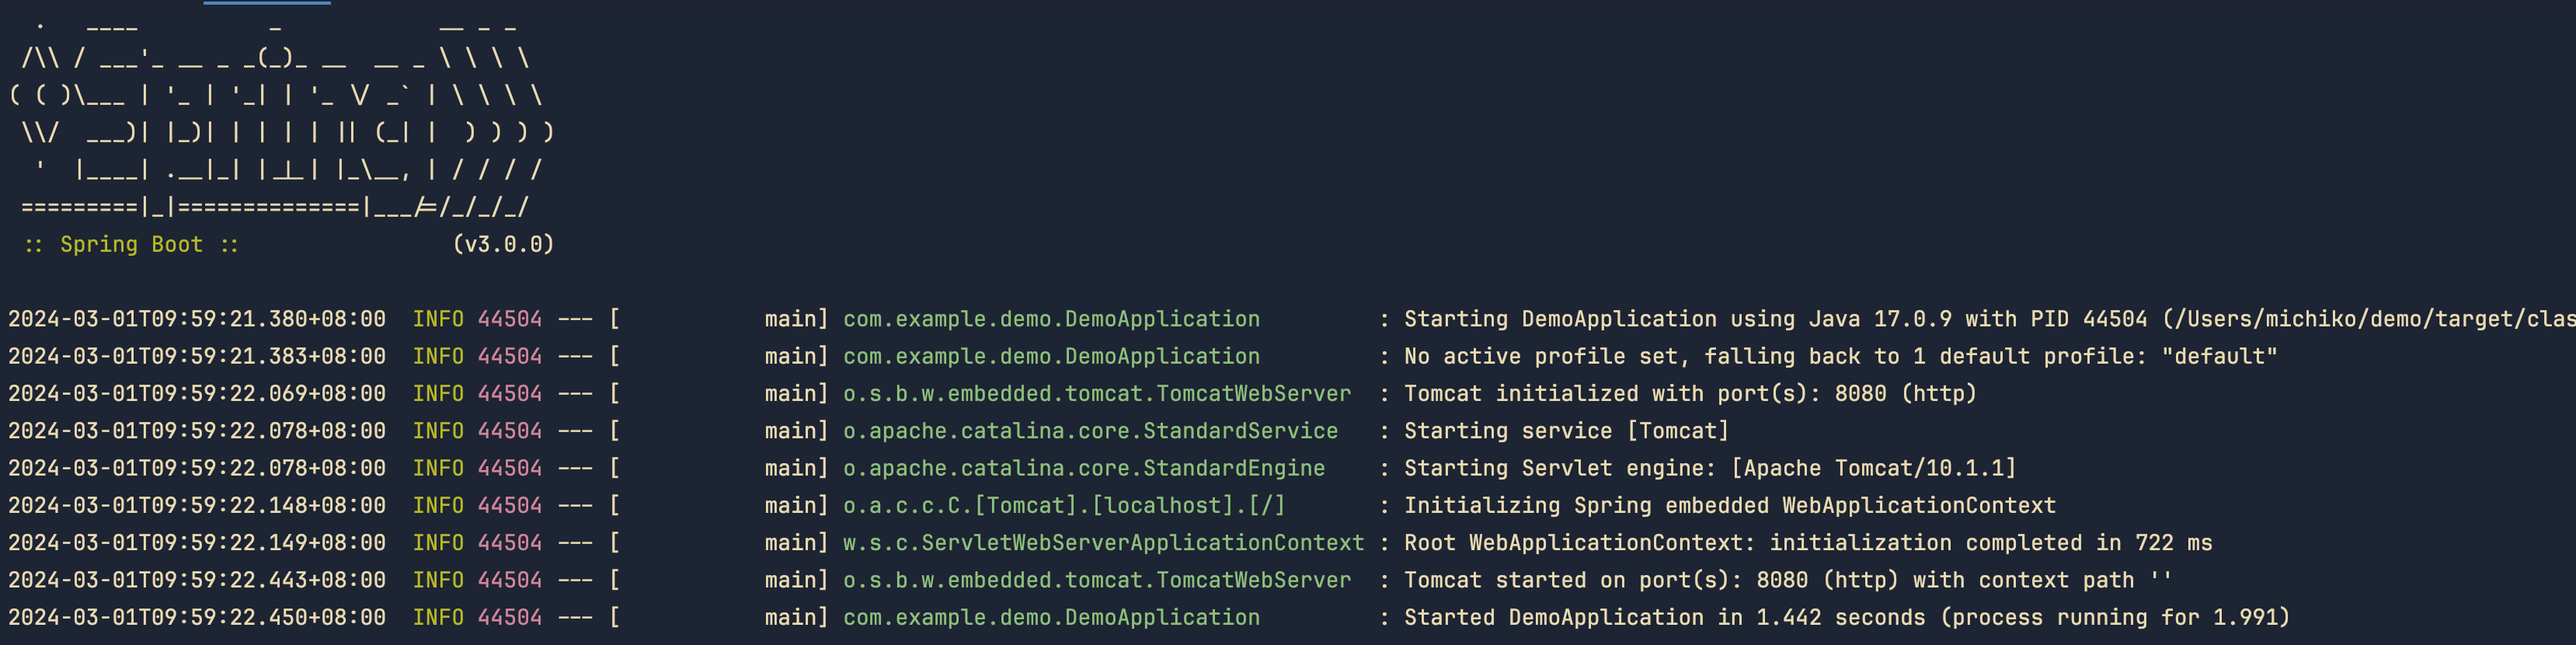 .   ____          _            __ _ _
 /\\ / ___'_ __ _ _(_)_ __  __ _ \ \ \ \
( ( )\___ | '_ | '_| | '_ \/ _` | \ \ \ \
 \\/  ___)| |_)| | | | | || (_| |  ) ) ) )
  '  |____| .__|_| |_|_| |_\__, | / / / /
 =========|_|==============|___/=/_/_/_/
 :: Spring Boot ::                (v3.0.0)

2024-03-01T09:59:21.380+08:00  INFO 44504 --- [           main] com.example.demo.DemoApplication         : Starting DemoApplication using Java 17.0.9 with PID 44504 (/Users/michiko/demo/target/clas
2024-03-01T09:59:21.383+08:00  INFO 44504 --- [           main] com.example.demo.DemoApplication         : No active profile set, falling back to 1 default profile: "default"
2024-03-01T09:59:22.069+08:00  INFO 44504 --- [           main] o.s.b.w.embedded.tomcat.TomcatWebServer  : Tomcat initialized with port(s): 8080 (http)
2024-03-01T09:59:22.078+08:00  INFO 44504 --- [           main] o.apache.catalina.core.StandardService   : Starting service [Tomcat]
2024-03-01T09:59:22.078+08:00  INFO 44504 --- [           main] o.apache.catalina.core.StandardEngine    : Starting Servlet engine: [Apache Tomcat/10.1.1]
2024-03-01T09:59:22.148+08:00  INFO 44504 --- [           main] o.a.c.c.C.[Tomcat].[localhost].[/]       : Initializing Spring embedded WebApplicationContext
2024-03-01T09:59:22.149+08:00  INFO 44504 --- [           main] w.s.c.ServletWebServerApplicationContext : Root WebApplicationContext: initialization completed in 722 ms
2024-03-01T09:59:22.443+08:00  INFO 44504 --- [           main] o.s.b.w.embedded.tomcat.TomcatWebServer  : Tomcat started on port(s): 8080 (http) with context path ''
2024-03-01T09:59:22.450+08:00  INFO 44504 --- [           main] com.example.demo.DemoApplication         : Started DemoApplication in 1.442 seconds (process running for 1.991)